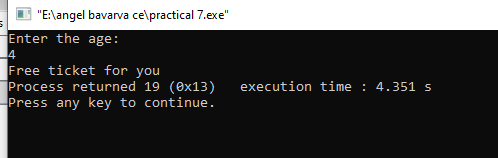 "E:\angel bavarva ce\practical 7.exe"
Enter the age:
4
Free ticket for you
Process returned 19 (0x13)   execution time : 4.351 s
Press any key to continue.